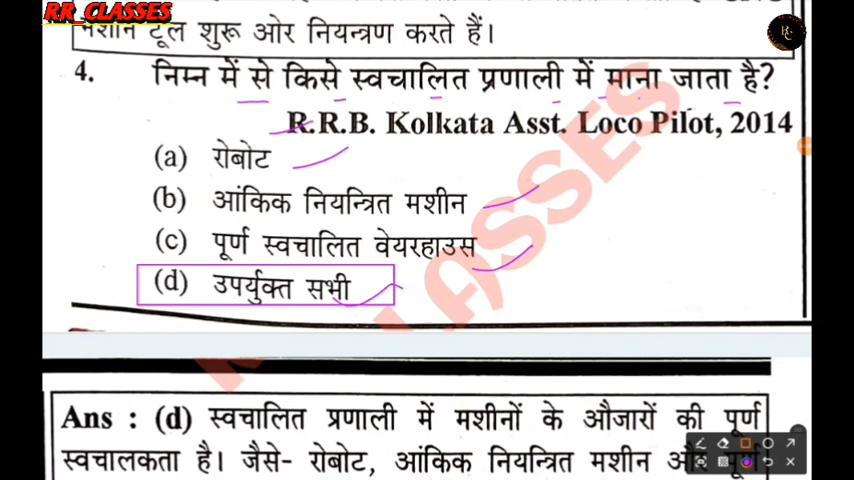 RR_CLASSES
मशीन टूल शुरू ओर नियन्त्रण करते हैं।
4. निम्न में से किसे स्वचालित प्रणाली में माना जाता है?
R.R.B. Kolkata Asst. Loco Pilot, 2014
(a) रोबोट
(b) आंकिक नियन्त्रित मशीन
(c) पूर्ण स्वचालित वेयरहाउस
(d) उपर्युक्त सभी
Ans : (d) स्वचालित प्रणाली में मशीनों के औजारों की पूर्ण
स्वचालकता है। जैसे- रोबोट, आंकिक नियन्त्रित मशीन और पूर्ण